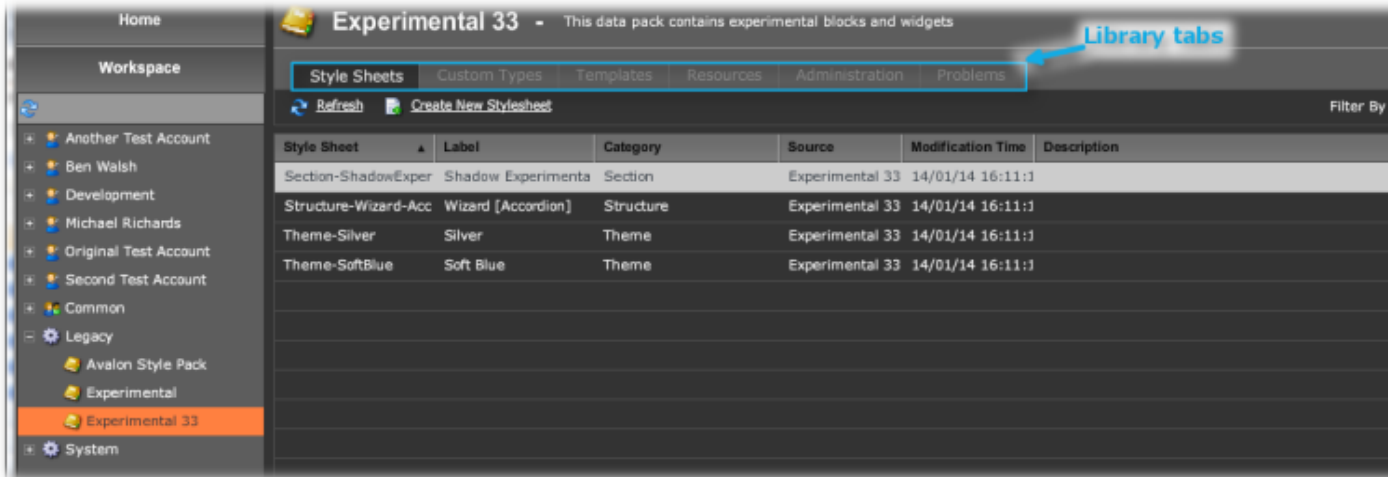 Home
Experimental 33 - This data pack contains experimental blocks and widgets
Library tabs
Workspace
Style Sheets Custom Types Templates Resources Administration Problems
Refresh Create New Stylesheet Filter By
Another Test Account
Ben Walsh
Development
Michael Richards
Original Test Account
Second Test Account
Common
Legacy
Avalon Style Pack
Experimental
Experimental 33
System
Style Sheet Label Category Source Modification Time Description
Section-ShadowExper Shadow Experimenta Section Experimental 33 14/01/14 16:11:1
Structure-Wizard-Acc Wizard [Accordion] Structure Experimental 33 14/01/14 16:11:1
Theme-Silver Silver Theme Experimental 33 14/01/14 16:11:1
Theme-SoftBlue Soft Blue Theme Experimental 33 14/01/14 16:11:1